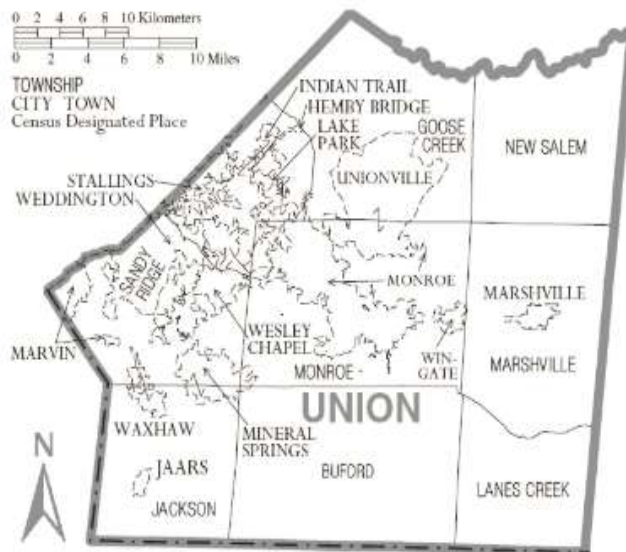 0 2 4 6 8 10 Kilometers
0 2 4 6 8 10 Miles
TOWNSHIP
CITY TOWN
Census Designated Place
INDIAN TRAIL
HEMBY BRIDGE
LAKE
PARK
GOOSE
CREEK
NEW SALEM
UNIONVILLE
STALLINGS
WEDDINGTON
VANCE
SANDY
RIDGE
MONROE
MARSHVILLE
MARVIN
WESLEY
CHAPEL
WIN-
GATE
MONROE
MARSHVILLE
UNION
WAXHAW
MINERAL
SPRINGS
N
JAARS
BUFORD
JACKSON
LANES CREEK